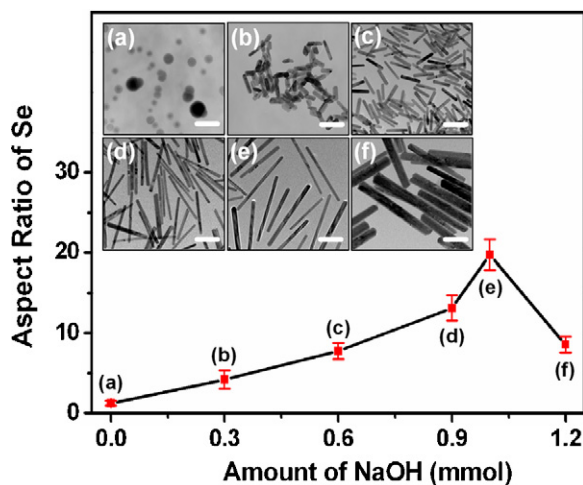 (a)
(b)
(c)
(d)
(e)
(f)
30
20
10
0
Aspect Ratio of Se
(a)
(b)
(c)
(d)
(e)
(f)
0.0 0.3 0.6 0.9 1.2
Amount of NaOH (mmol)